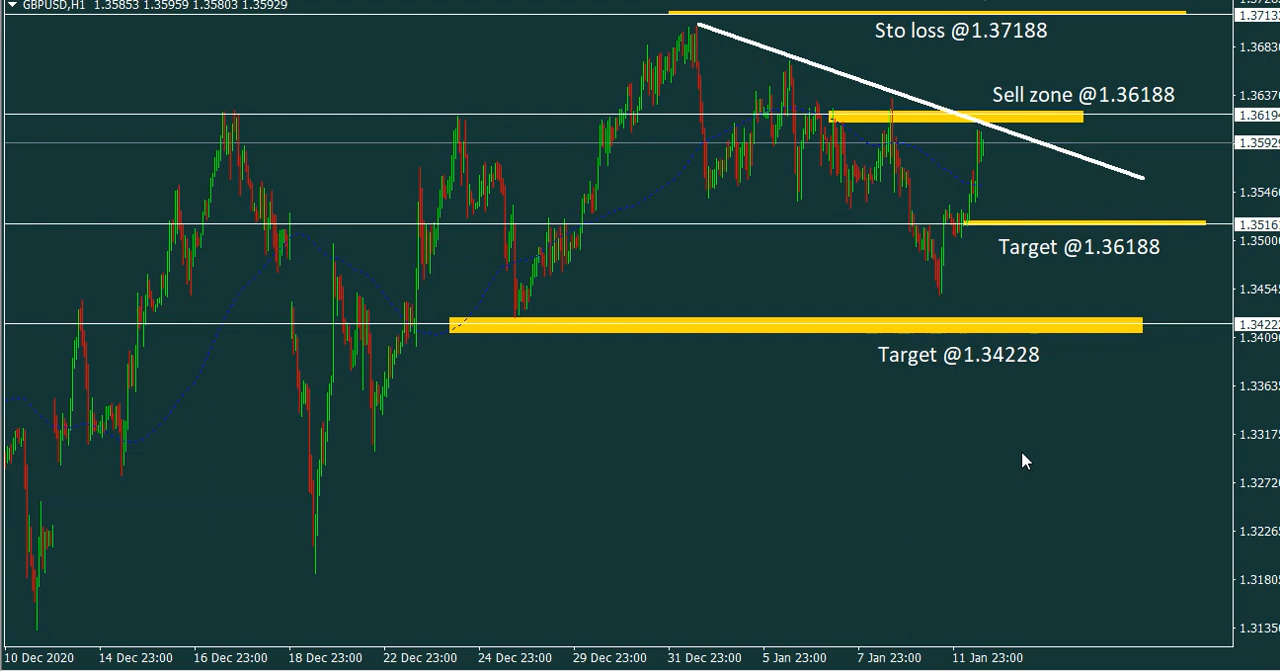 GBPUSD,H1 1.35853 1.35959 1.35803 1.35929
1.37133
Sto loss @1.37188
1.36830
Sell zone @1.36188
1.36370
1.36194
1.35929
1.35460
1.35161
Target @1.36188
1.35000
1.34545
1.34090
Target @1.34228
1.33635
1.33175
1.32720
1.32265
1.31805
1.31350
10 Dec 2020
14 Dec 23:00
16 Dec 23:00
18 Dec 23:00
22 Dec 23:00
24 Dec 23:00
29 Dec 23:00
31 Dec 23:00
5 Jan 23:00
7 Jan 23:00
11 Jan 23:00